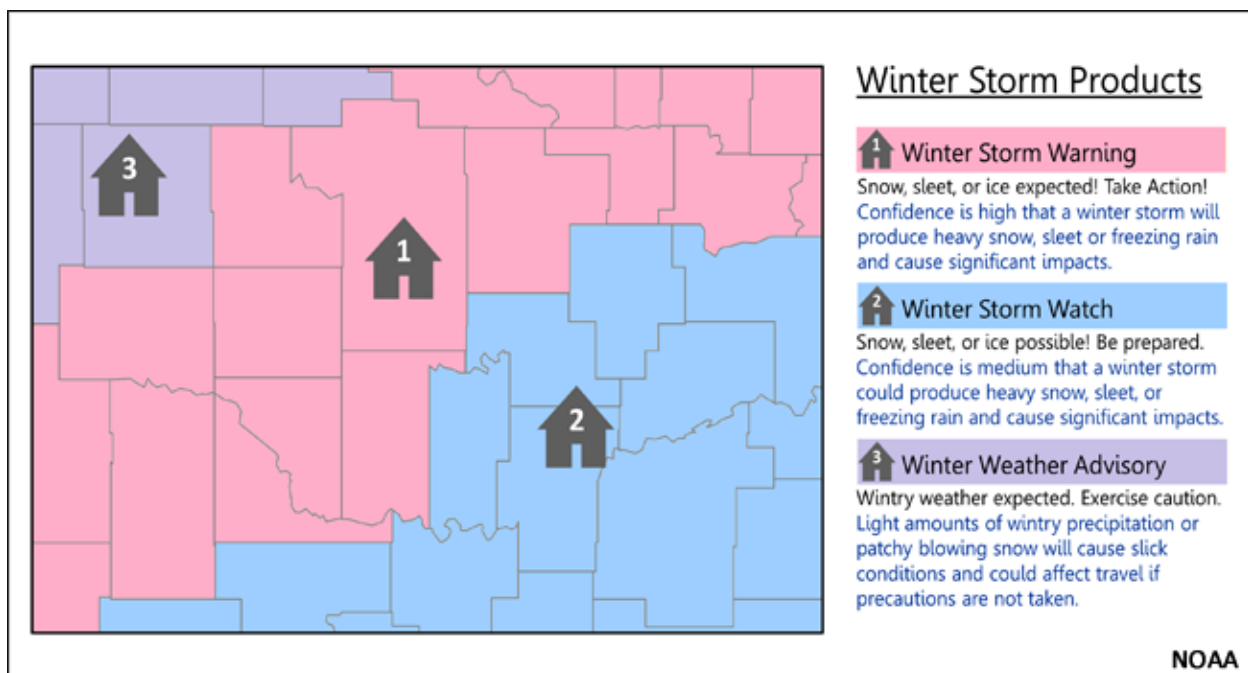 Winter Storm Products
3
1 Winter Storm Warning
Snow, sleet, or ice expected! Take Action!
Confidence is high that a winter storm will
produce heavy snow, sleet or freezing rain
and cause significant impacts.
1
2 Winter Storm Watch
Snow, sleet, or ice possible! Be prepared.
Confidence is medium that a winter storm
could produce heavy snow, sleet, or
freezing rain and cause significant impacts.
2
3 Winter Weather Advisory
Wintry weather expected. Exercise caution.
Light amounts of wintry precipitation or
patchy blowing snow will cause slick
conditions and could affect travel if
precautions are not taken.
NOAA